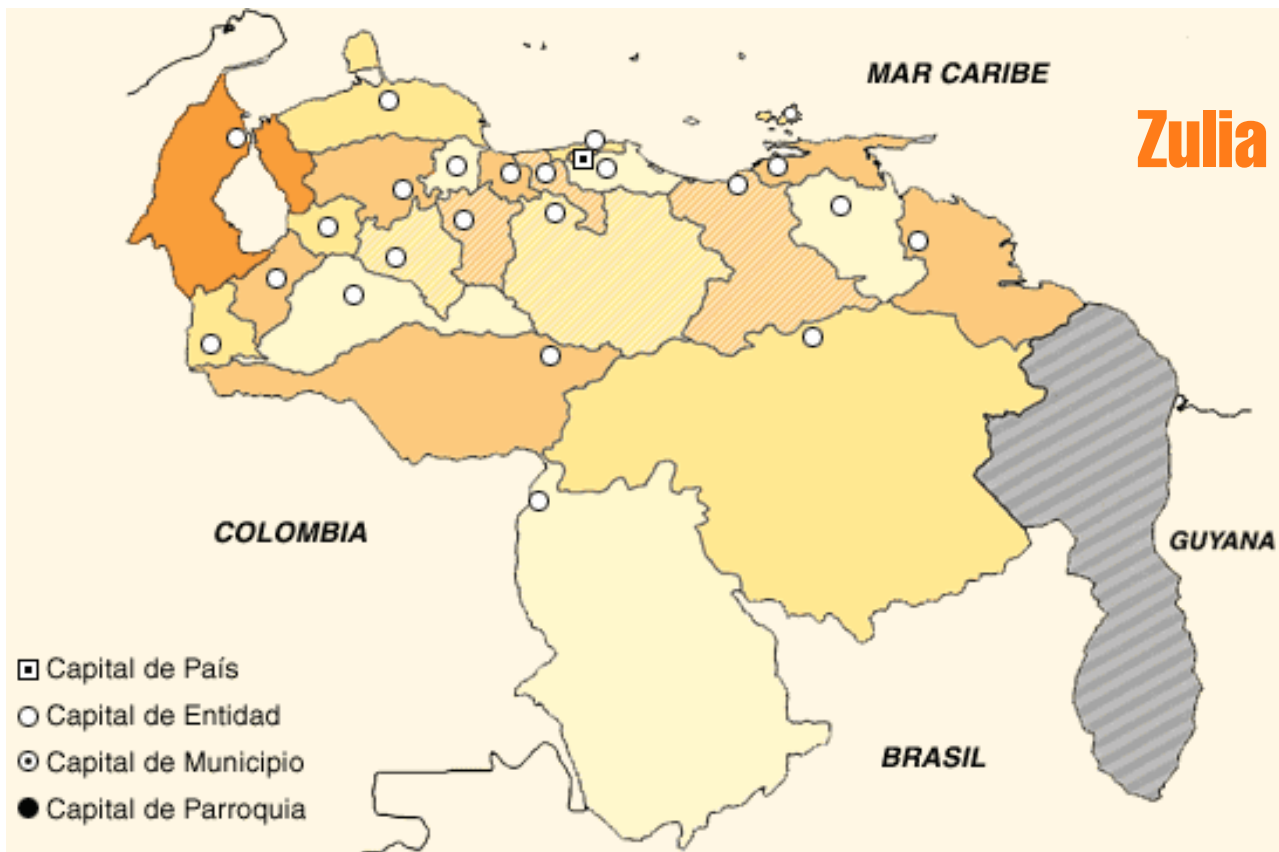 MAR CARIBE
Zulia
COLOMBIA
GUYANA
Capital de País
Capital de Entidad
BRASIL
Capital de Municipio
Capital de Parroquia